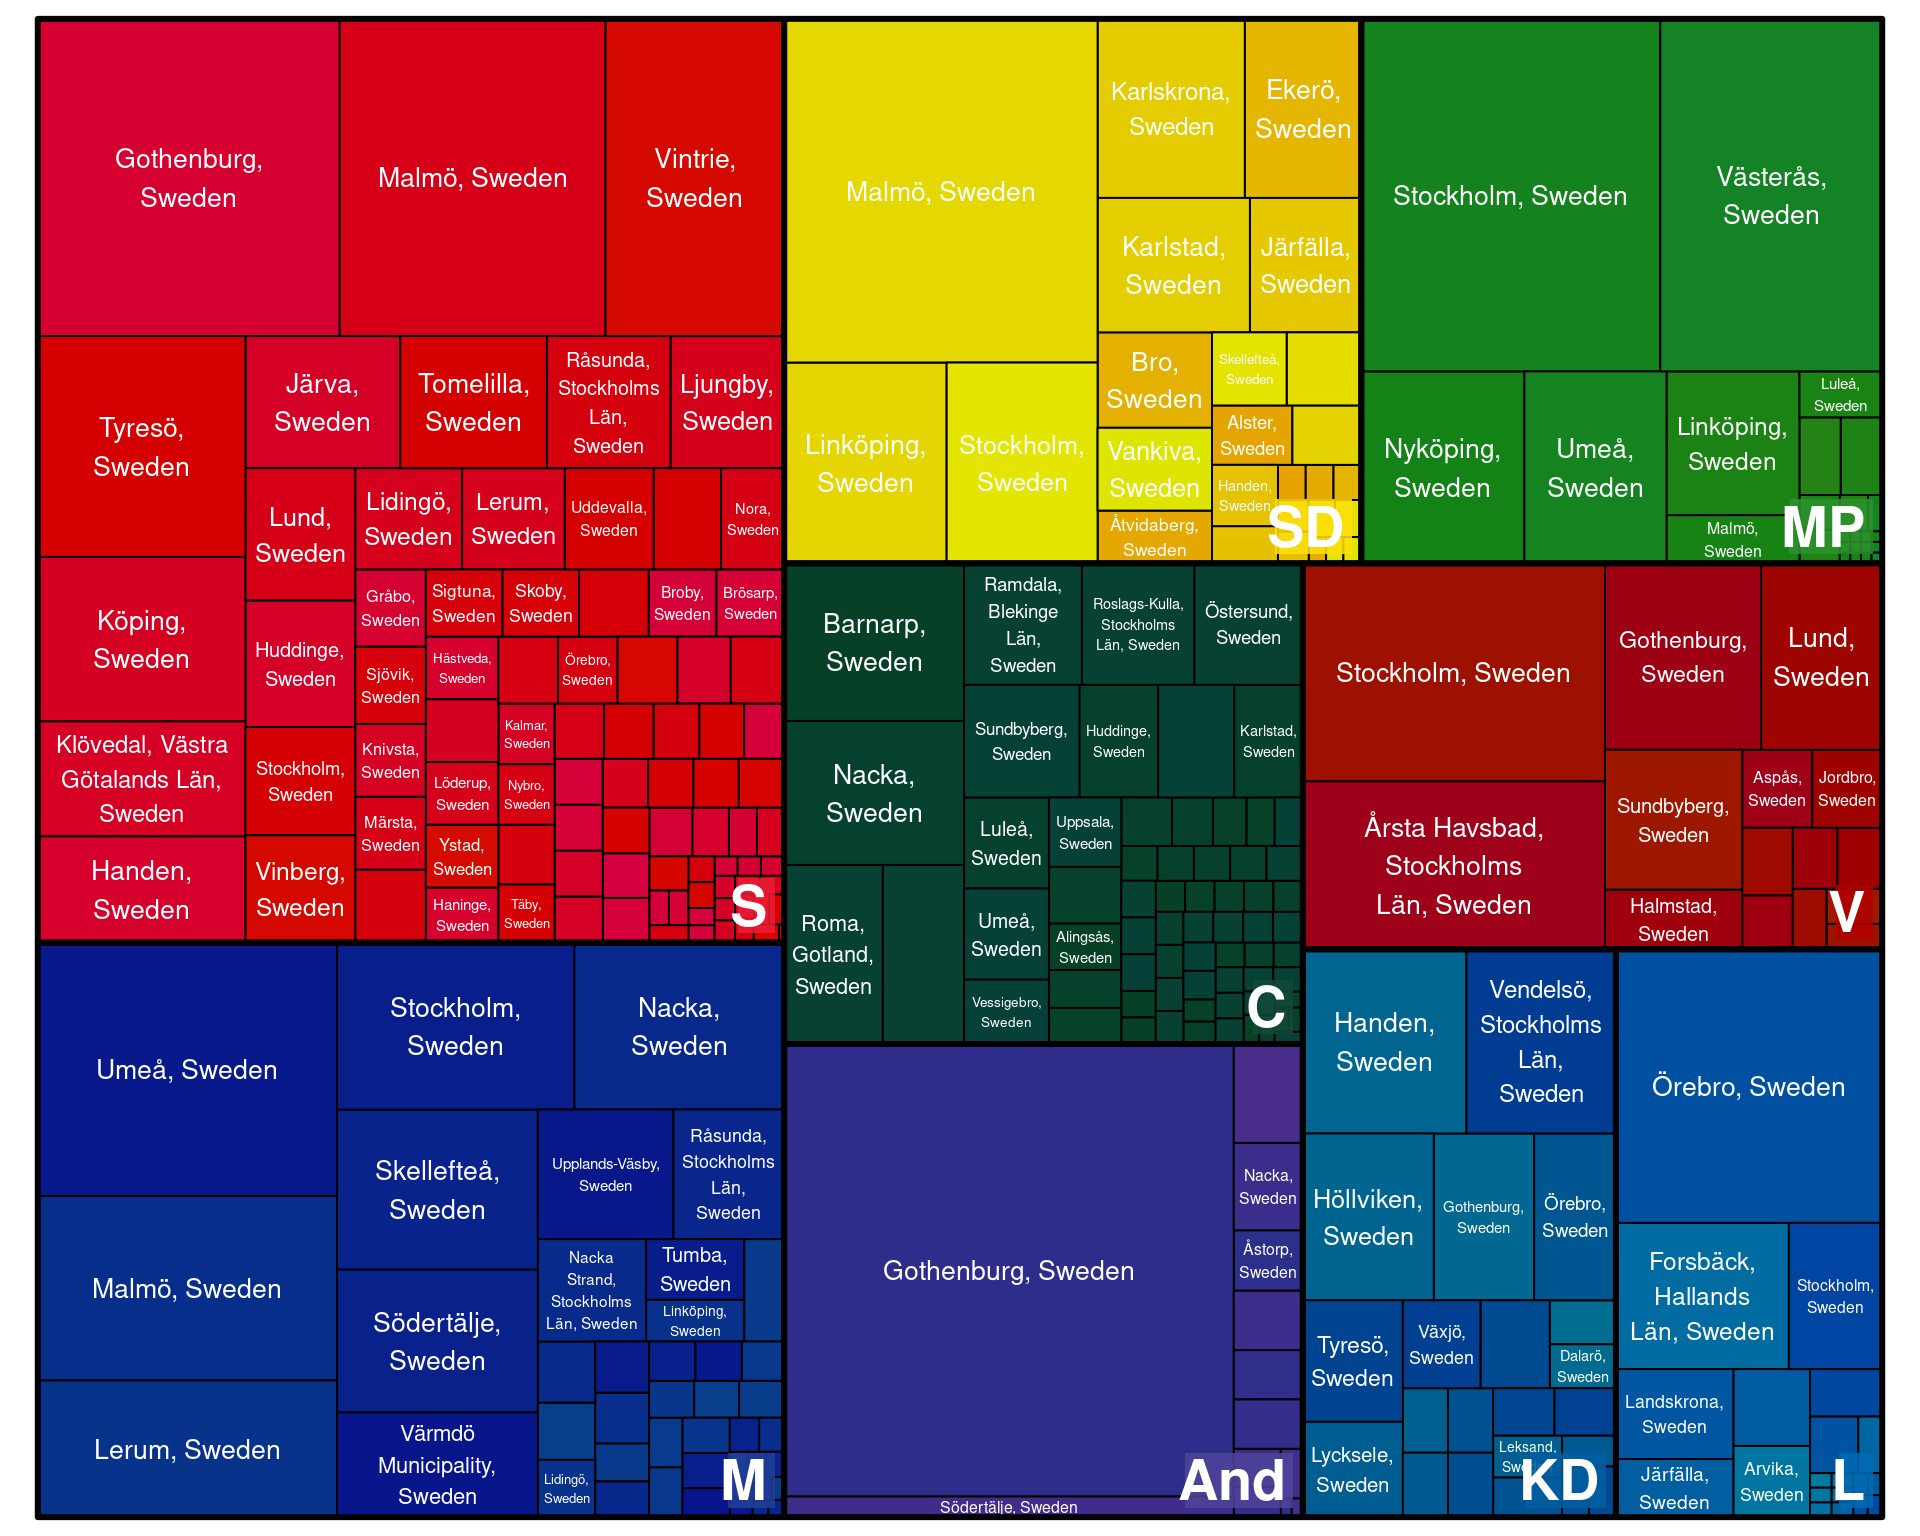 Gothenburg,
Sweden
Malmö, Sweden
Vintrie,
Sweden
Tyresö,
Sweden
Järva,
Sweden
Tomelilla,
Sweden
Råsunda,
Stockholms
Län,
Sweden
Ljungby,
Sweden
Lund,
Sweden
Lidingö,
Sweden
Lerum,
Sweden
Uddevalla,
Sweden
Nora,
Sweden
Köping,
Sweden
Huddinge,
Sweden
Gråbo,
Sweden
Sigtuna,
Sweden
Skoby,
Sweden
Broby,
Sweden
Brösarp,
Sweden
Sjövik,
Sweden
Hästveda,
Sweden
Örebro,
Sweden
Klövedal, Västra
Götalands Län,
Sweden
Stockholm,
Sweden
Knivsta,
Sweden
Kalmar,
Sweden
Löderup,
Sweden
Nybro,
Sweden
Handen,
Sweden
Vinberg,
Sweden
Märsta,
Sweden
Ystad,
Sweden
Haninge,
Sweden
Täby,
Sweden
S
Malmö, Sweden
Karlskrona,
Sweden
Ekerö,
Sweden
Karlstad,
Sweden
Järfälla,
Sweden
Linköping,
Sweden
Stockholm,
Sweden
Bro,
Sweden
Skellefteå,
Sweden
Alster,
Sweden
Vankiva,
Sweden
Handen,
Sweden
Åtvidaberg,
Sweden
SD
Stockholm, Sweden
Västerås,
Sweden
Nyköping,
Sweden
Umeå,
Sweden
Linköping,
Sweden
Luleå,
Sweden
Malmö,
Sweden
MP
Barnarp,
Sweden
Ramdala,
Blekinge
Län,
Sweden
Roslags-Kulla,
Stockholms
Län, Sweden
Östersund,
Sweden
Nacka,
Sweden
Sundbyberg,
Sweden
Huddinge,
Sweden
Karlstad,
Sweden
Luleå,
Sweden
Uppsala,
Sweden
Roma,
Gotland,
Sweden
Umeå,
Sweden
Alingsås,
Sweden
Vessigebro,
Sweden
C
Stockholm, Sweden
Gothenburg,
Sweden
Lund,
Sweden
Årsta Havsbad,
Stockholms
Län, Sweden
Sundbyberg,
Sweden
Aspås,
Sweden
Jordbro,
Sweden
Halmstad,
Sweden
V
Umeå, Sweden
Stockholm,
Sweden
Nacka,
Sweden
Malmö, Sweden
Skellefteå,
Sweden
Upplands-Väsby,
Sweden
Råsunda,
Stockholms
Län,
Sweden
Södertälje,
Sweden
Nacka
Strand,
Stockholms
Län, Sweden
Tumba,
Sweden
Linköping,
Sweden
Lerum, Sweden
Värmdö
Municipality,
Sweden
Lidingö,
Sweden
M
Gothenburg, Sweden
Nacka,
Sweden
Åstorp,
Sweden
Södertälje, Sweden
And
Handen,
Sweden
Vendelsö,
Stockholms
Län,
Sweden
Höllviken,
Sweden
Gothenburg,
Sweden
Örebro,
Sweden
Tyresö,
Sweden
Växjö,
Sweden
Dalarö,
Sweden
Lycksele,
Sweden
Leksand,
KD
Örebro, Sweden
Forsbäck,
Hallands
Län, Sweden
Stockholm,
Sweden
Landskrona,
Sweden
Järfälla,
Sweden
Arvika,
Sweden
L